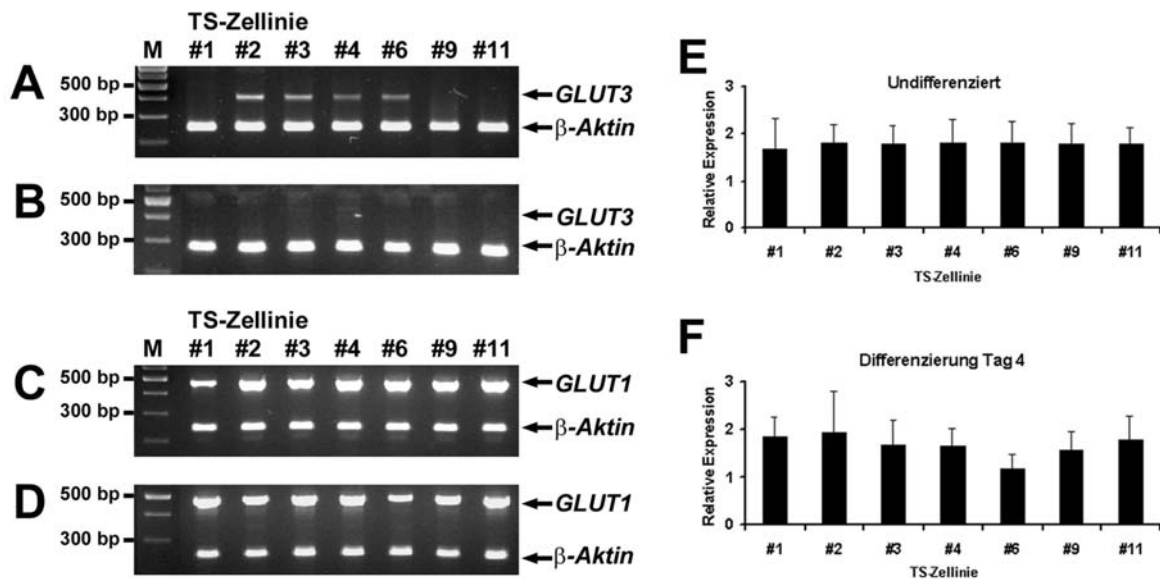 TS-Zellinie
M #1 #2 #3 #4 #6 #9 #11
A
500 bp
300 bp
GLUT3
β-Aktin
B
500 bp
300 bp
GLUT3
β-Aktin
TS-Zellinie
M #1 #2 #3 #4 #6 #9 #11
C
500 bp
300 bp
GLUT1
β-Aktin
D
500 bp
300 bp
GLUT1
β-Aktin
E
Undifferenziert
Relative Expression
3
2
1
0
#1 #2 #3 #4 #6 #9 #11
TS-Zellinie
F
Differenzierung Tag 4
Relative Expression
3
2
1
0
#1 #2 #3 #4 #6 #9 #11
TS-Zellinie